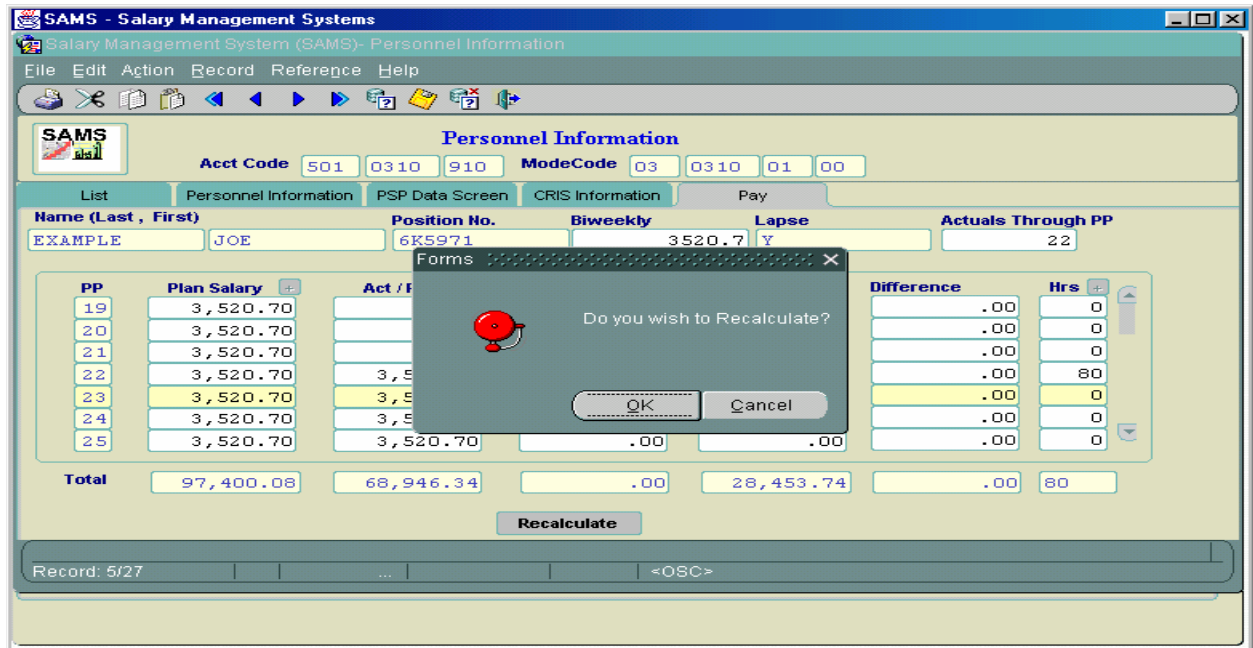 SAMS - Salary Management Systems
Salary Management System (SAMS)- Personnel Information
File Edit Action Record Reference Help
SAMS
Personnel Information
Acct Code 501 0310 910 ModeCode 03 0310 01 00
List Personnel Information PSP Data Screen CRIS Information Pay
Name (Last , First) Position No. Biweekly Lapse Actuals Through PP
EXAMPLE JOE 6K5971 3520.7 Y 22
Forms
PP Plan Salary + Act / Difference Hrs +
19 3,520.70 .00 0
Do you wish to Recalculate?
20 3,520.70 .00 0
21 3,520.70 .00 0
22 3,520.70 3,5 .00 80
23 3,520.70 3,5 .00 0
OK Cancel
24 3,520.70 3,5 .00 0
25 3,520.70 3,520.70 .00 .00 .00 0
Total 97,400.08 68,946.34 .00 28,453.74 .00 80
Recalculate
Record: 5/27 ... <OSC>